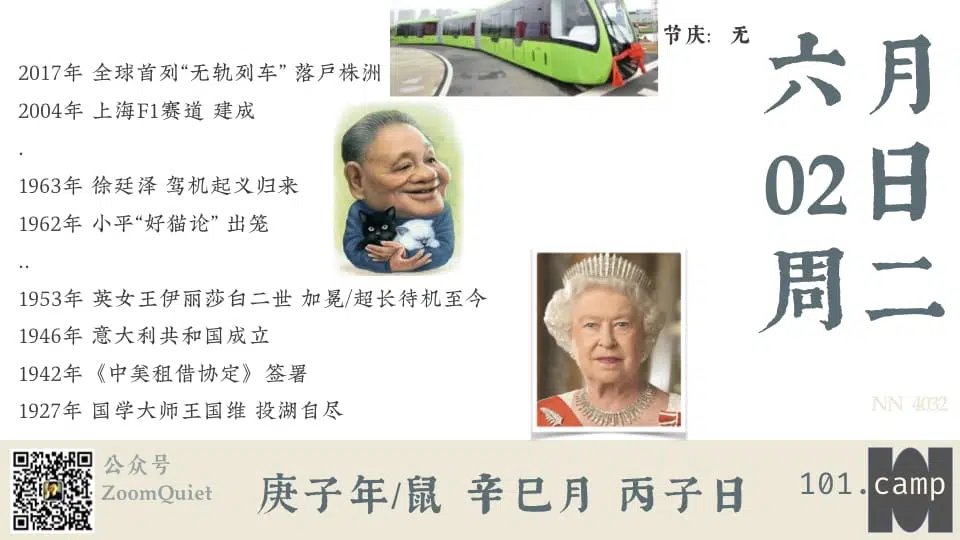 节庆: 无
2017年 全球首列“无轨列车” 落戶株洲
2004年 上海F1赛道 建成
.
1963年 徐廷泽 驾机起义归来
1962年 小平“好猫论” 出笼
..
1953年 英女王伊丽莎白二世 加冕/超长待机至今
1946年 意大利共和国成立
1942年《中美租借协定》签署
1927年 国学大师王国维 投湖自尽
六月
02日
周二
NN 4032
公众号
ZoomQuiet
庚子年/鼠 辛巳月 丙子日
101.camp